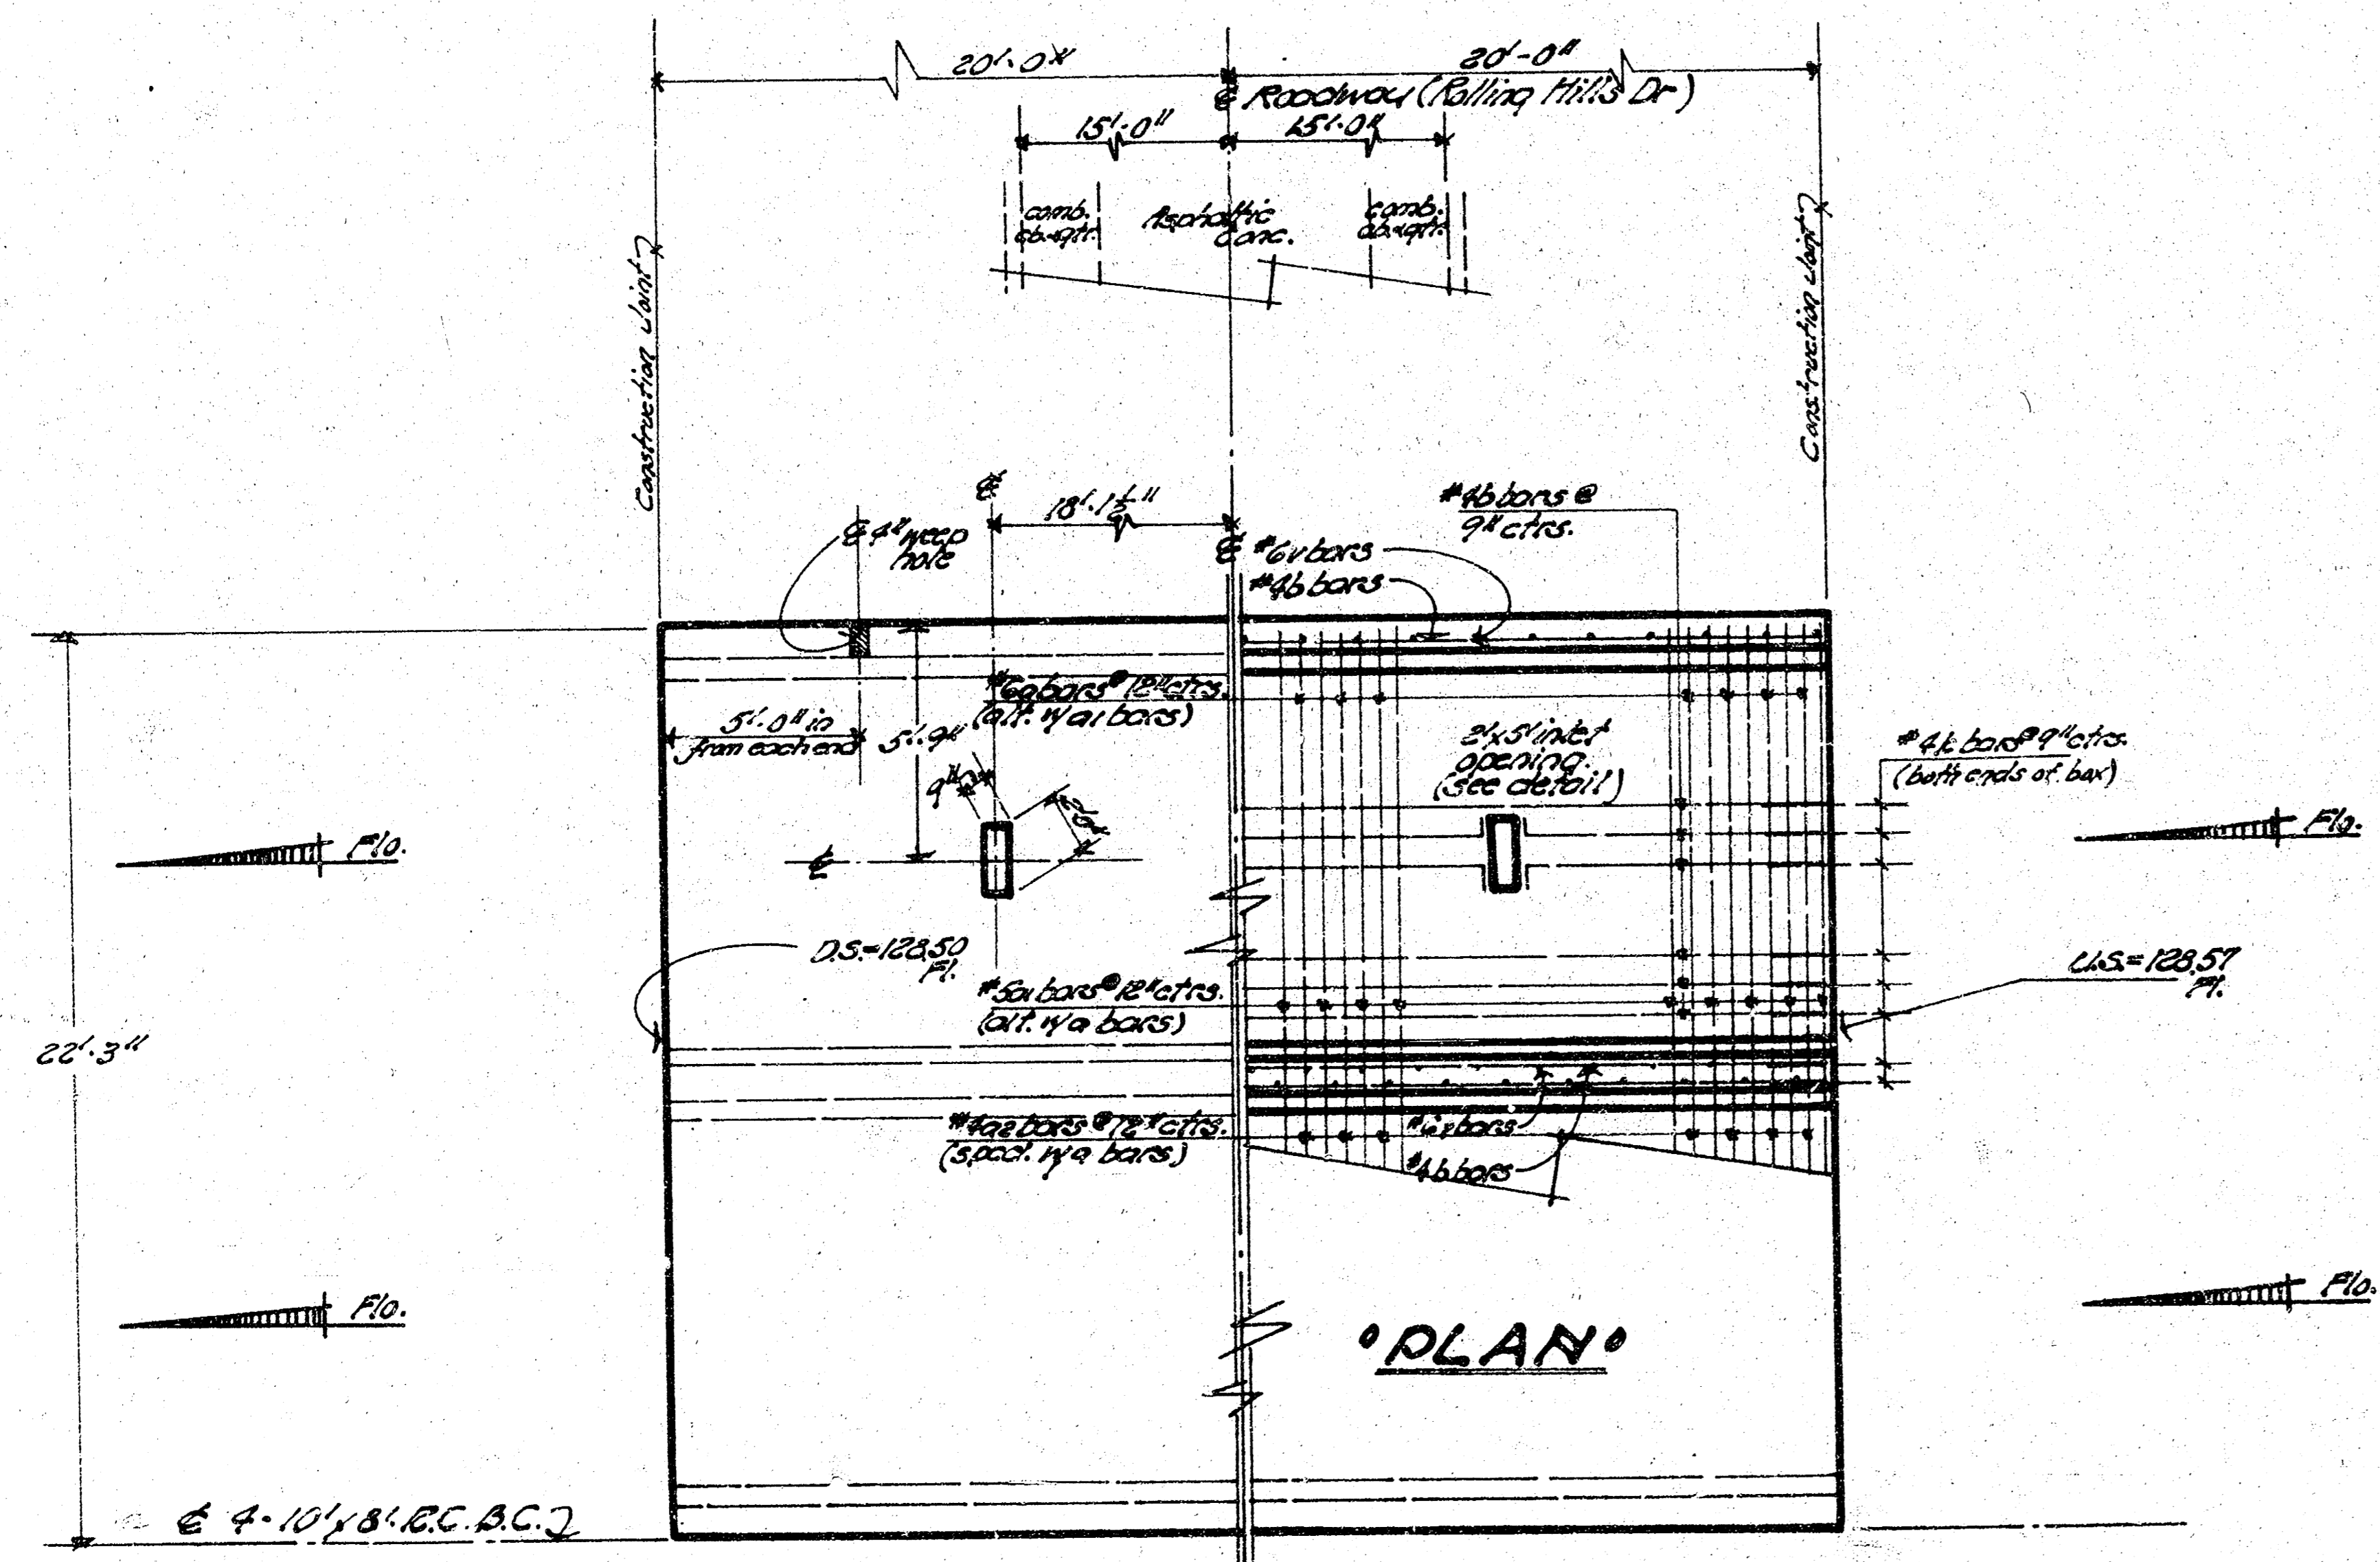 20'-0"
20'-0"
℄ Roadway (Rolling Hills Dr)
15'-0"
15'-0"
comb.
cb.&gtr.
Asphaltic
Conc.
comb.
cb.&gtr.
Construction Joint
Construction Joint
℄
18'-1½"
℄
℄ 4" weep
hole
#4b bars @
9" ctrs.
#6v bars
#4b bars
#6a bars @ 12" ctrs.
(alt. w/a1 bars)
5'-0" in
from each end
5'-9"
9"
2'x5' inlet
opening.
(see detail)
#4k bars @ 9" ctrs.
(both ends of box)
Flo.
℄
Flo.
D.S.=128.50
Fl.
U.S.=128.57
Fl.
#5a1 bars @ 12" ctrs.
(alt. w/a bars)
22'-3"
#4a2 bars @ 12" ctrs.
(spcd. w/a bars)
bars
#4b bars
Flo.
Flo.
"PLAN"
℄ 4-10'x8' R.C.B.C.